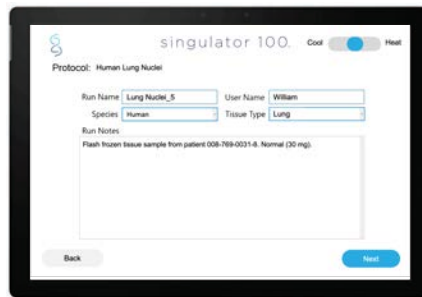 singulator 100.
Cool Heat
Protocol: Human Lung Nuclei
Run Name Lung Nuclei_5 User Name William
Species Human Tissue Type Lung
Run Notes
Flash frozen tissue sample from patient 008-769-0031-8. Normal (30 mg).
Back Next